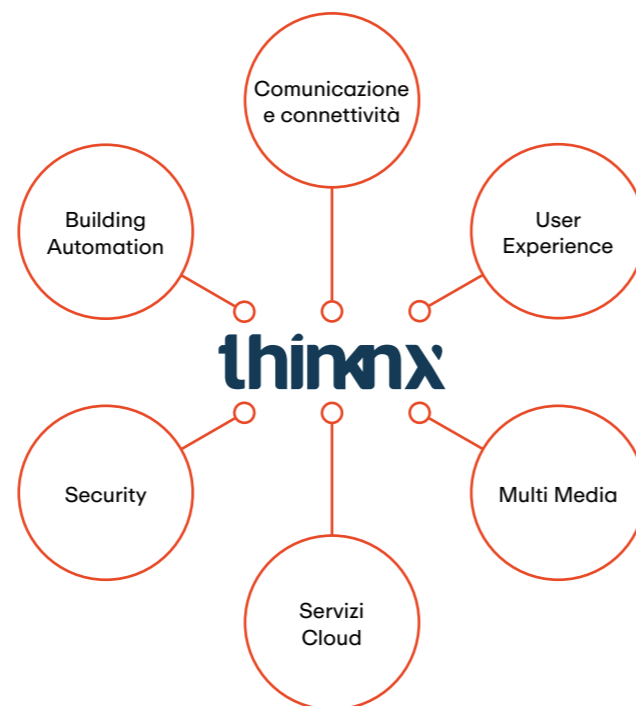 Comunicazione
e connettività
Building
Automation
User
Experience
thinknx
Security
Multi Media
Servizi
Cloud